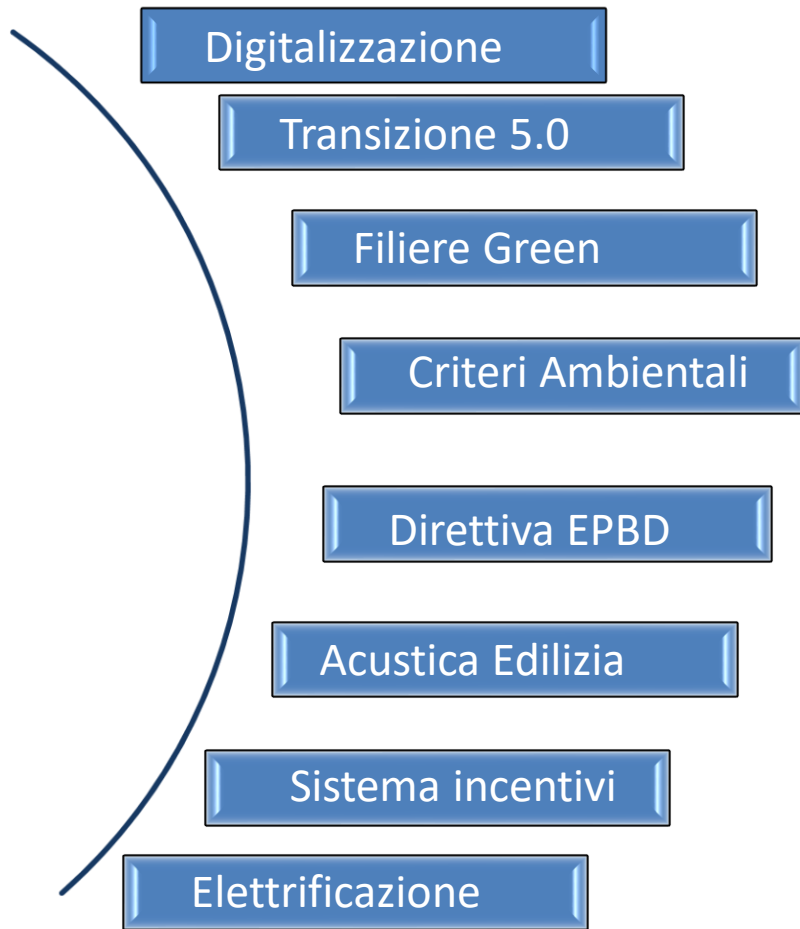 Digitalizzazione
Transizione 5.0
Filiere Green
Criteri Ambientali
Direttiva EPBD
Acustica Edilizia
Sistema incentivi
Elettrificazione